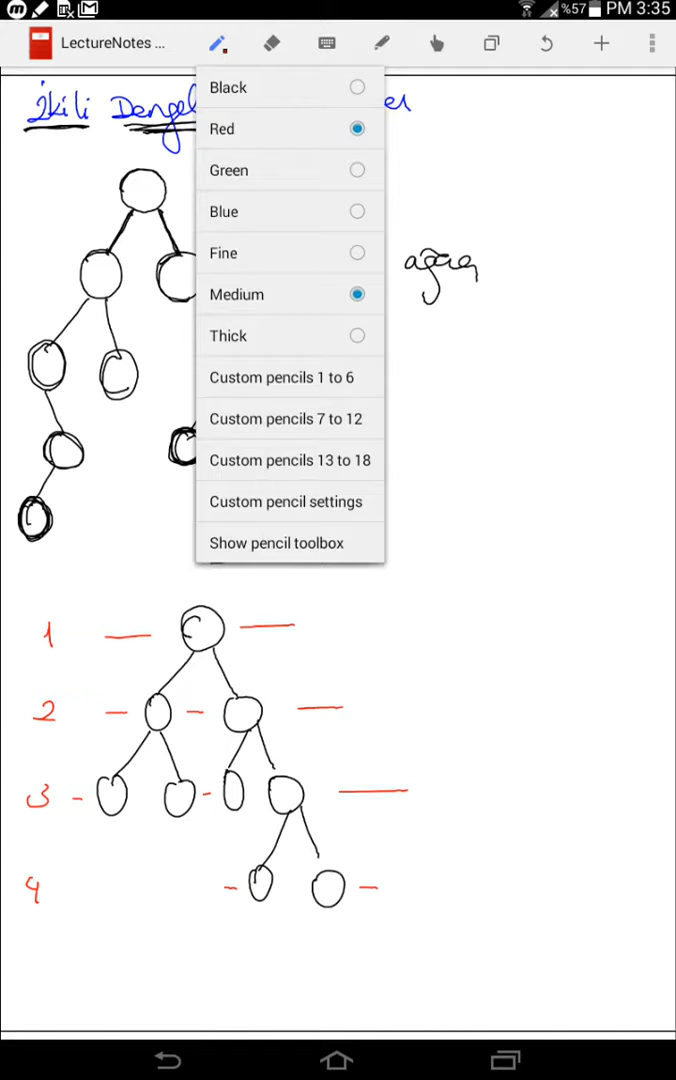 %57 PM 3:35
LectureNotes ...
İkili
Black
Red
Green
Blue
Fine
ağaç
Medium
Thick
Custom pencils 1 to 6
Custom pencils 7 to 12
Custom pencils 13 to 18
Custom pencil settings
Show pencil toolbox
1
2
3
4